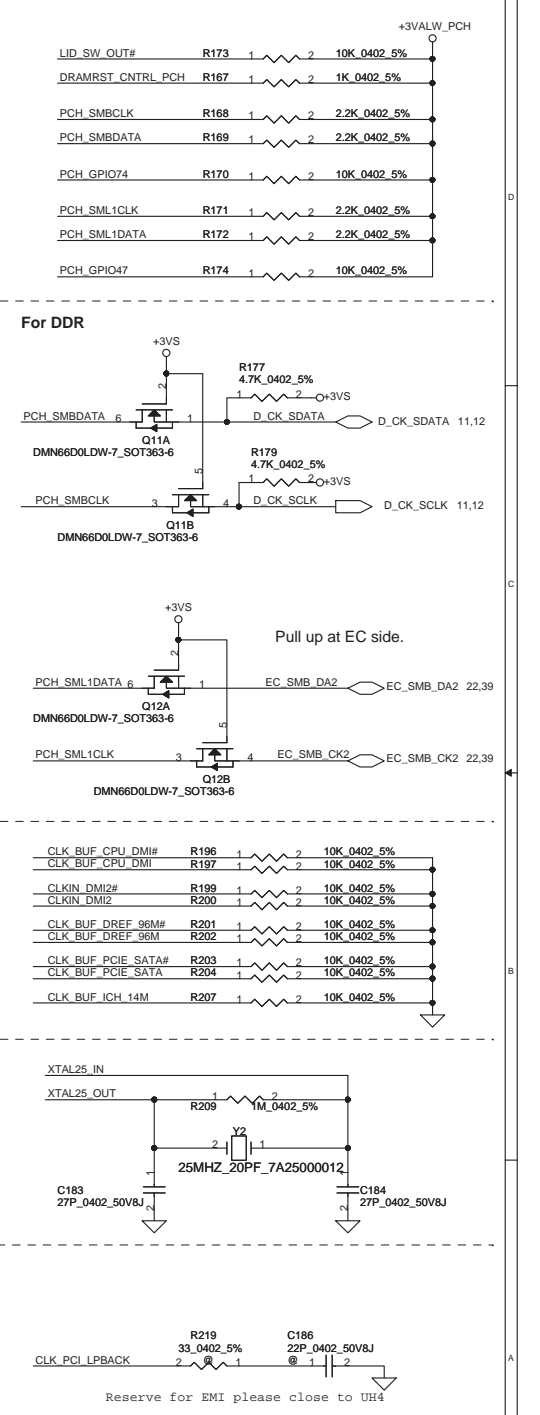 +3VALW_PCH
LID_SW_OUT# R173 1 2 10K_0402_5%
DRAMRST_CNTRL_PCH R167 1 2 1K_0402_5%
PCH_SMBCLK R168 1 2 2.2K_0402_5%
PCH_SMBDATA R169 1 2 2.2K_0402_5%
PCH_GPIO74 R170 1 2 10K_0402_5%
PCH_SML1CLK R171 1 2 2.2K_0402_5%
PCH_SML1DATA R172 1 2 2.2K_0402_5%
PCH_GPIO47 R174 1 2 10K_0402_5%
D
For DDR
+3VS
R177
4.7K_0402_5%
2
1 2 +3VS
PCH_SMBDATA 6 1 D_CK_SDATA D_CK_SDATA 11,12
Q11A
DMN66D0LDW-7_SOT363-6
R179
4.7K_0402_5%
5
1 2 +3VS
PCH_SMBCLK 3 4 D_CK_SCLK D_CK_SCLK 11,12
Q11B
DMN66D0LDW-7_SOT363-6
C
+3VS
Pull up at EC side.
2
PCH_SML1DATA 6 1 EC_SMB_DA2 EC_SMB_DA2 22,39
Q12A
DMN66D0LDW-7_SOT363-6
5
PCH_SML1CLK 3 4 EC_SMB_CK2 EC_SMB_CK2 22,39
Q12B
DMN66D0LDW-7_SOT363-6
CLK_BUF_CPU_DMI# R196 1 2 10K_0402_5%
CLK_BUF_CPU_DMI R197 1 2 10K_0402_5%
CLKIN_DMI2# R199 1 2 10K_0402_5%
CLKIN_DMI2 R200 1 2 10K_0402_5%
CLK_BUF_DREF_96M# R201 1 2 10K_0402_5%
CLK_BUF_DREF_96M R202 1 2 10K_0402_5%
CLK_BUF_PCIE_SATA# R203 1 2 10K_0402_5%
CLK_BUF_PCIE_SATA R204 1 2 10K_0402_5%
B
CLK_BUF_ICH_14M R207 1 2 10K_0402_5%
XTAL25_IN
XTAL25_OUT
1 2
R209 1M_0402_5%
Y2
2 1
25MHZ_20PF_7A25000012
1 1
C183 C184
27P_0402_50V8J 27P_0402_50V8J
2 2
R219 C186
33_0402_5% 22P_0402_50V8J
CLK_PCI_LPBACK 2 @ 1 @ 1 2
A
Reserve for EMI please close to UH4